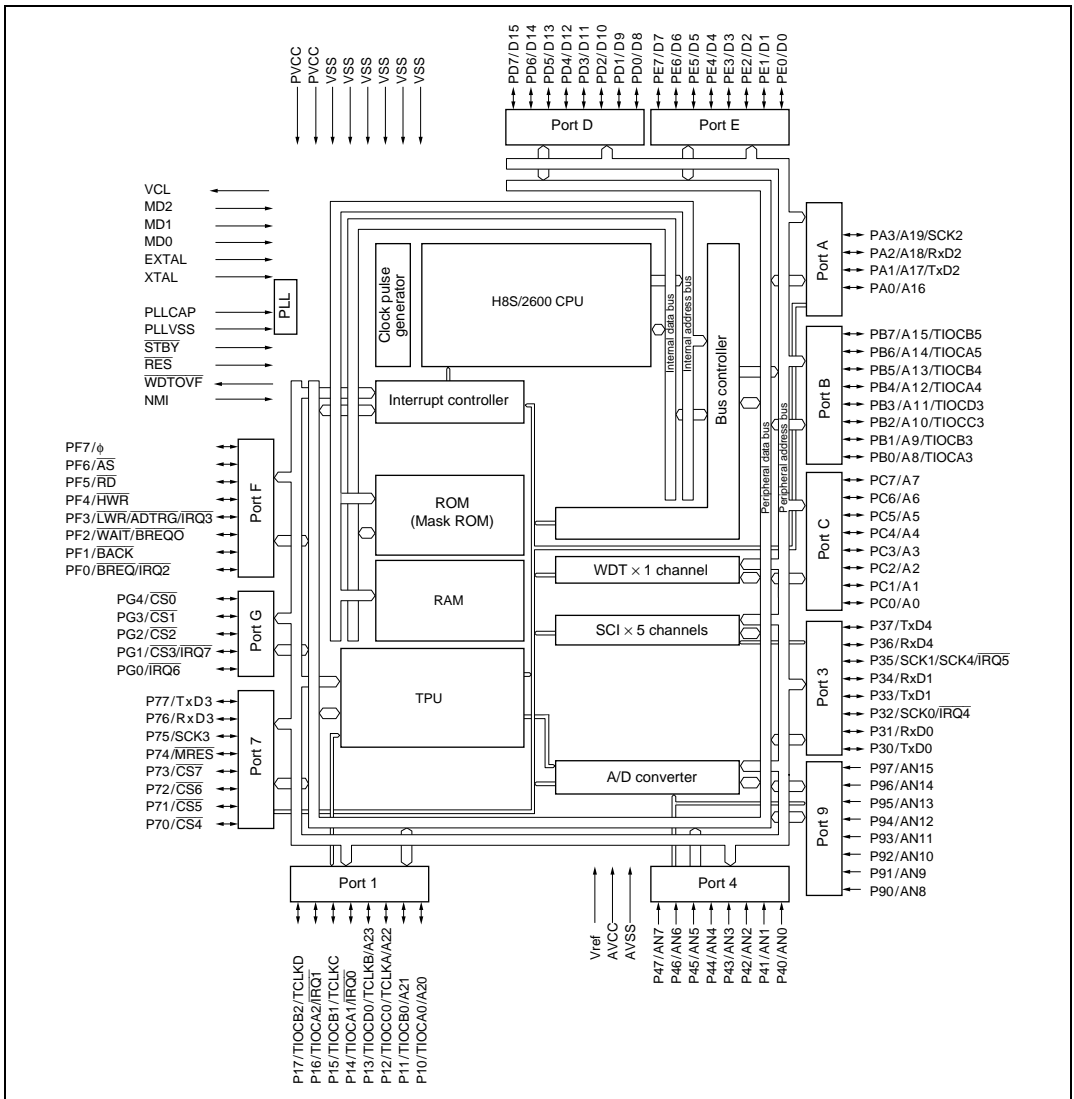 PVCC
PVCC
VSS
VSS
VSS
VSS
VSS
VSS
PD7/D15
PD6/D14
PD5/D13
PD4/D12
PD3/D11
PD2/D10
PD1/D9
PD0/D8
PE7/D7
PE6/D6
PE5/D5
PE4/D4
PE3/D3
PE2/D2
PE1/D1
PE0/D0
Port D
Port E
VCL
MD2
MD1
MD0
EXTAL
XTAL
PLLCAP
PLLVSS
STBY
RES
WDTOVF
NMI
PLL
Clock pulse
generator
H8S/2600 CPU
Internal data bus
Internal address bus
Bus controller
Peripheral data bus
Peripheral address bus
Port A
PA3/A19/SCK2
PA2/A18/RxD2
PA1/A17/TxD2
PA0/A16
Interrupt controller
Port B
PB7/A15/TIOCB5
PB6/A14/TIOCA5
PB5/A13/TIOCB4
PB4/A12/TIOCA4
PB3/A11/TIOCD3
PB2/A10/TIOCC3
PB1/A9/TIOCB3
PB0/A8/TIOCA3
PF7/ϕ
PF6/AS
PF5/RD
PF4/HWR
PF3/LWR/ADTRG/IRQ3
PF2/WAIT/BREQO
PF1/BACK
PF0/BREQ/IRQ2
Port F
ROM
(Mask ROM)
Port C
PC7/A7
PC6/A6
PC5/A5
PC4/A4
PC3/A3
PC2/A2
PC1/A1
PC0/A0
WDT × 1 channel
RAM
SCI × 5 channels
PG4/CS0
PG3/CS1
PG2/CS2
PG1/CS3/IRQ7
PG0/IRQ6
Port G
Port 3
P37/TxD4
P36/RxD4
P35/SCK1/SCK4/IRQ5
P34/RxD1
P33/TxD1
P32/SCK0/IRQ4
P31/RxD0
P30/TxD0
TPU
P77/TxD3
P76/RxD3
P75/SCK3
P74/MRES
P73/CS7
P72/CS6
P71/CS5
P70/CS4
Port 7
A/D converter
Port 9
P97/AN15
P96/AN14
P95/AN13
P94/AN12
P93/AN11
P92/AN10
P91/AN9
P90/AN8
Port 1
Port 4
P17/TIOCB2/TCLKD
P16/TIOCA2/IRQ1
P15/TIOCB1/TCLKC
P14/TIOCA1/IRQ0
P13/TIOCD0/TCLKB/A23
P12/TIOCC0/TCLKA/A22
P11/TIOCB0/A21
P10/TIOCA0/A20
Vref
AVCC
AVSS
P47/AN7
P46/AN6
P45/AN5
P44/AN4
P43/AN3
P42/AN2
P41/AN1
P40/AN0